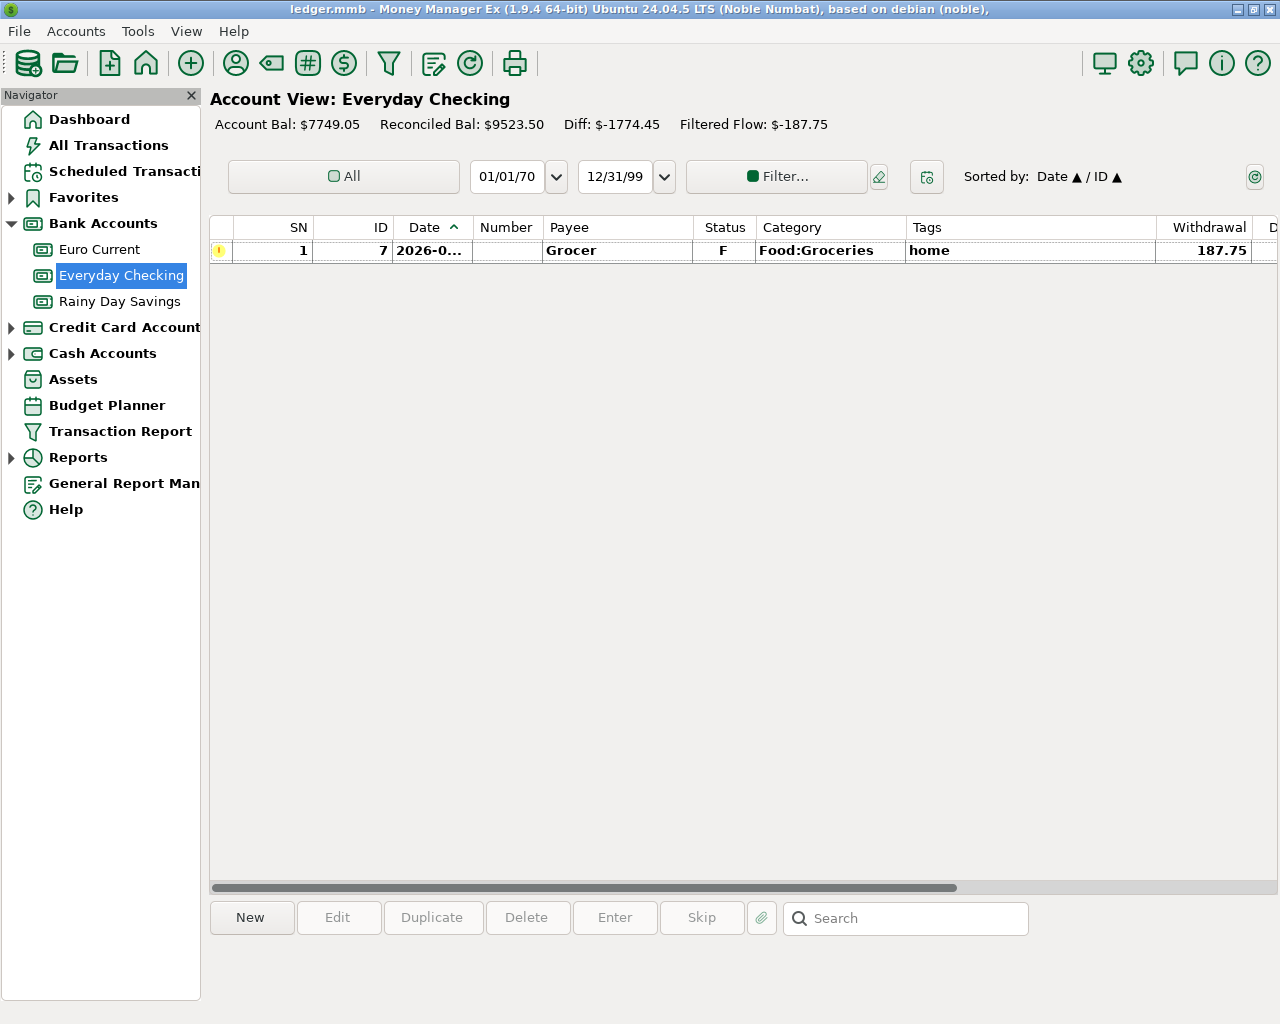 ledger.mmb - Money Manager Ex (1.9.4 64-bit) Ubuntu 24.04.5 LTS (Noble Numbat), based on debian (noble),
File Accounts Tools View Help
Navigator
Dashboard
All Transactions
Scheduled Transacti
Favorites
Bank Accounts
Euro Current
Everyday Checking
Rainy Day Savings
Credit Card Account
Cash Accounts
Assets
Budget Planner
Transaction Report
Reports
General Report Man
Help
Account View: Everyday Checking
Account Bal: $7749.05 Reconciled Bal: $9523.50 Diff: $-1774.45 Filtered Flow: $-187.75
All 01/01/70 12/31/99 Filter... Sorted by: Date ▲ / ID ▲
SN ID Date Number Payee Status Category Tags Withdrawal D
1 7 2026-0... Grocer F Food:Groceries home 187.75
New Edit Duplicate Delete Enter Skip Search